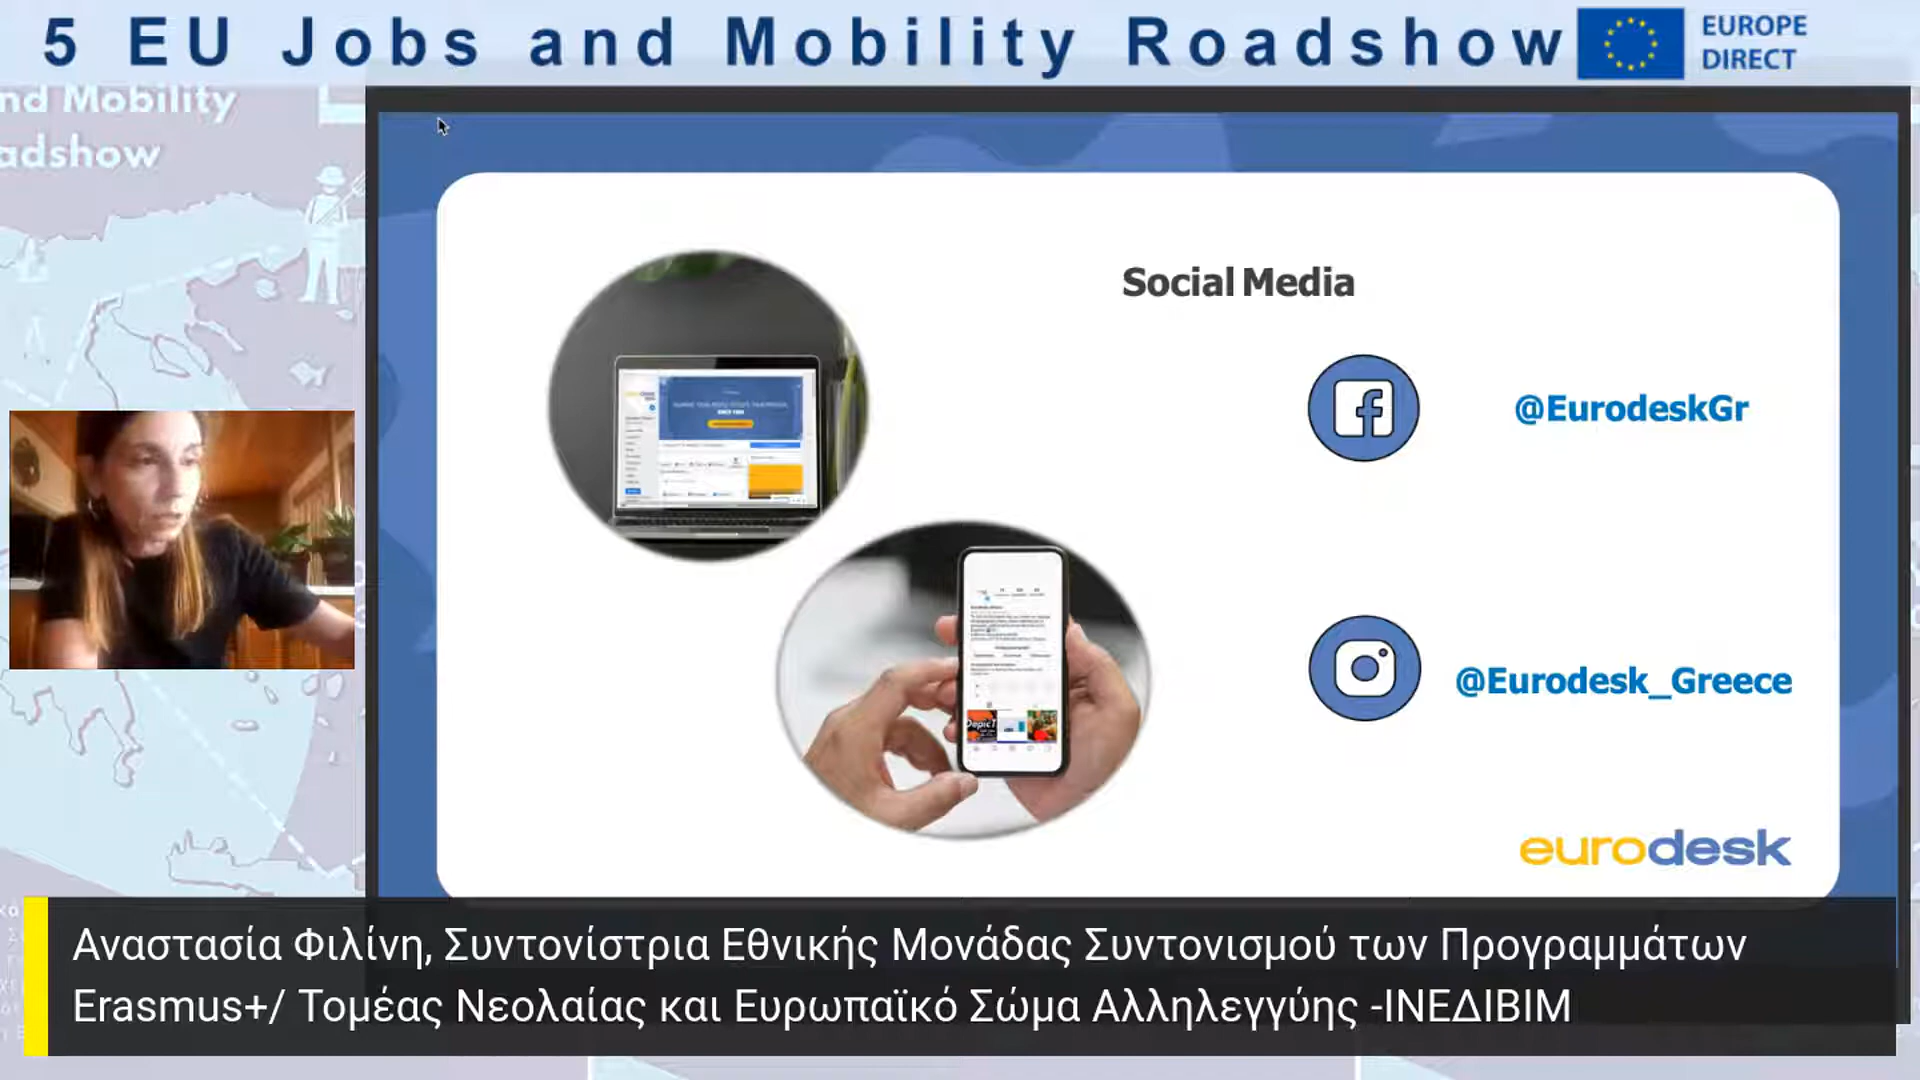 5 EU Jobs and Mobility Roadshow
EUROPE
DIRECT
nd Mobility
adshow
Social Media
@EurodeskGr
@Eurodesk_Greece
eurodesk
Αναστασία Φιλίνη, Συντονίστρια Εθνικής Μονάδας Συντονισμού των Προγραμμάτων
Erasmus+/ Τομέας Νεολαίας και Ευρωπαϊκό Σώμα Αλληλεγγύης -ΙΝΕΔΙΒΙΜ